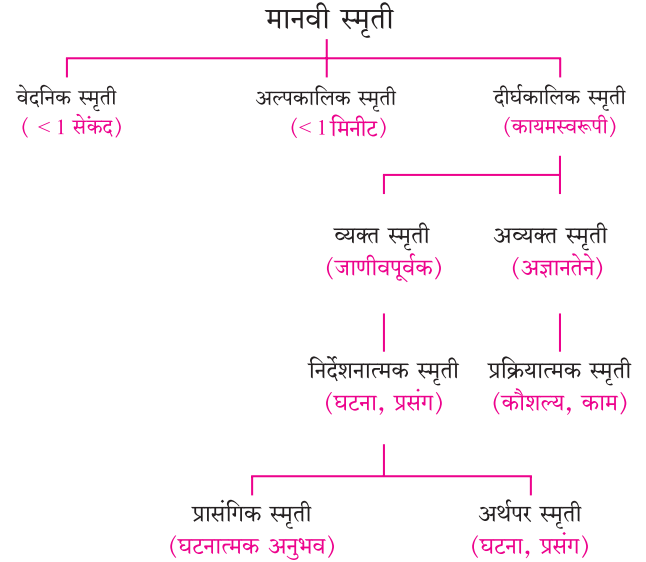 मानवी स्मृती
वेदनिक स्मृती
( < 1 सेंकद)
अल्पकालिक स्मृती
(< 1 मिनीट)
दीर्घकालिक स्मृती
(कायमस्वरूपी)
व्यक्त स्मृती
(जाणीवपूर्वक)
अव्यक्त स्मृती
(अज्ञानतेने)
निर्देशनात्मक स्मृती
(घटना, प्रसंग)
प्रक्रियात्मक स्मृती
(कौशल्य, काम)
प्रासंगिक स्मृती
(घटनात्मक अनुभव)
अर्थपर स्मृती
(घटना, प्रसंग)